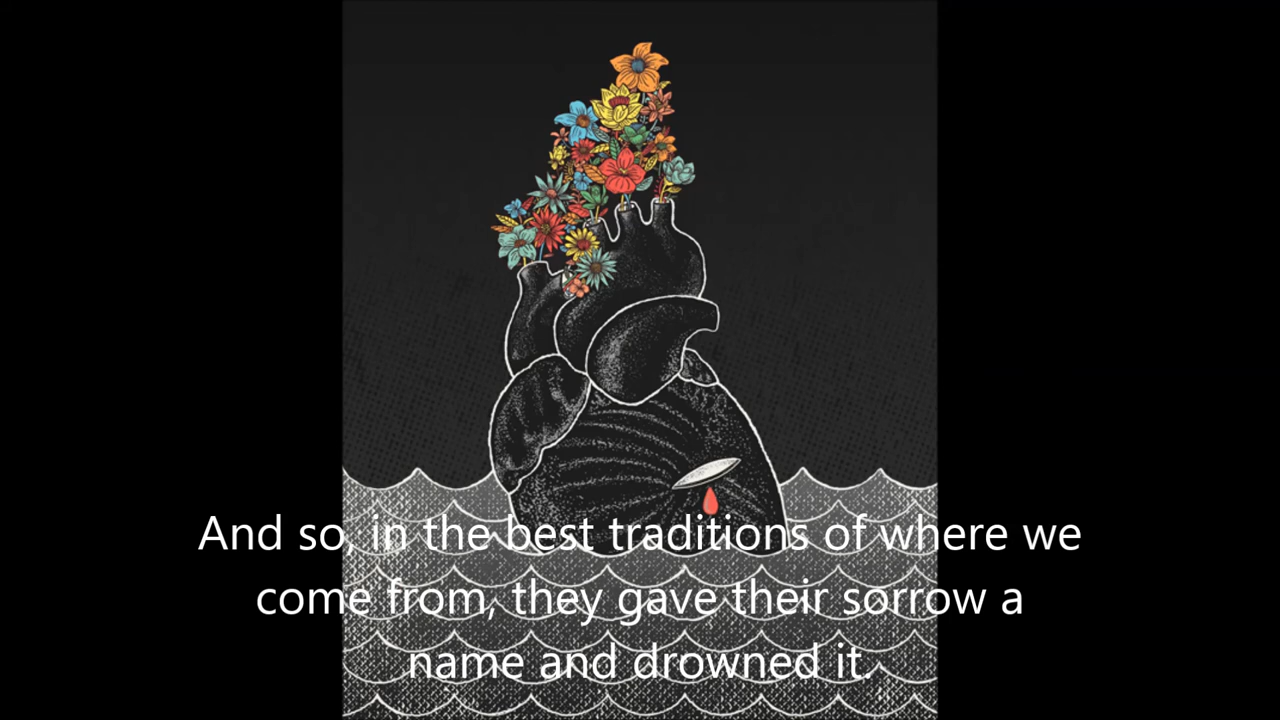 And so, in the best traditions of where we
come from, they gave their sorrow a
name and drowned it.